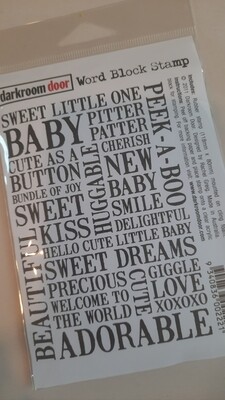 darkroom door
Word Block Stamp
SWEET LITTLE ONE
BABY
PITTER
PATTER
CUTE AS A
BUTTON
CHERISH
BUNDLE OF JOY
HUGGABLE
NEW
BABY
PEEK-A-BOO
SWEET
KISS
SMILE
DELIGHTFUL
BEAUTIFUL
HELLO CUTE LITTLE BABY
SWEET DREAMS
PRECIOUS
CUTE
GIGGLE
LOVE
WELCOME TO
THE WORLD
XOXOXO
ADORABLE